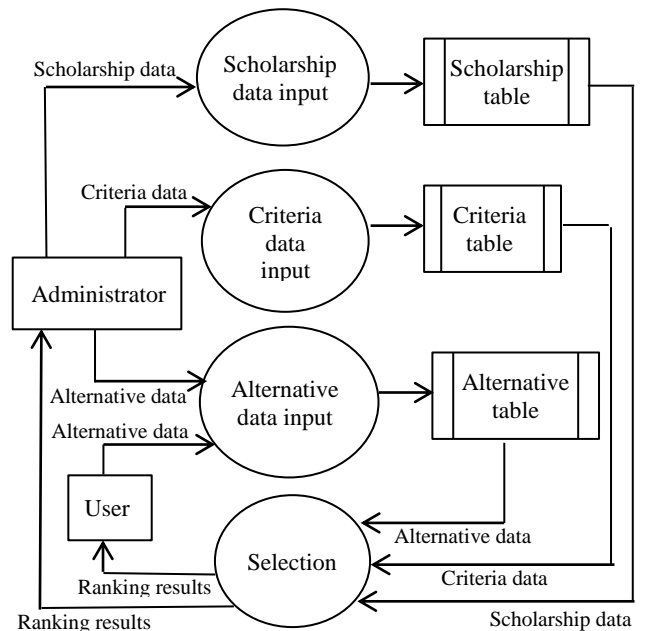 Scholarship data
Scholarship
data input
Scholarship
table
Criteria data
Criteria
data
input
Criteria
table
Administrator
Alternative data
Alternative data
Alternative
data input
Alternative
table
User
Selection
Alternative data
Ranking results
Criteria data
Ranking results
Scholarship data